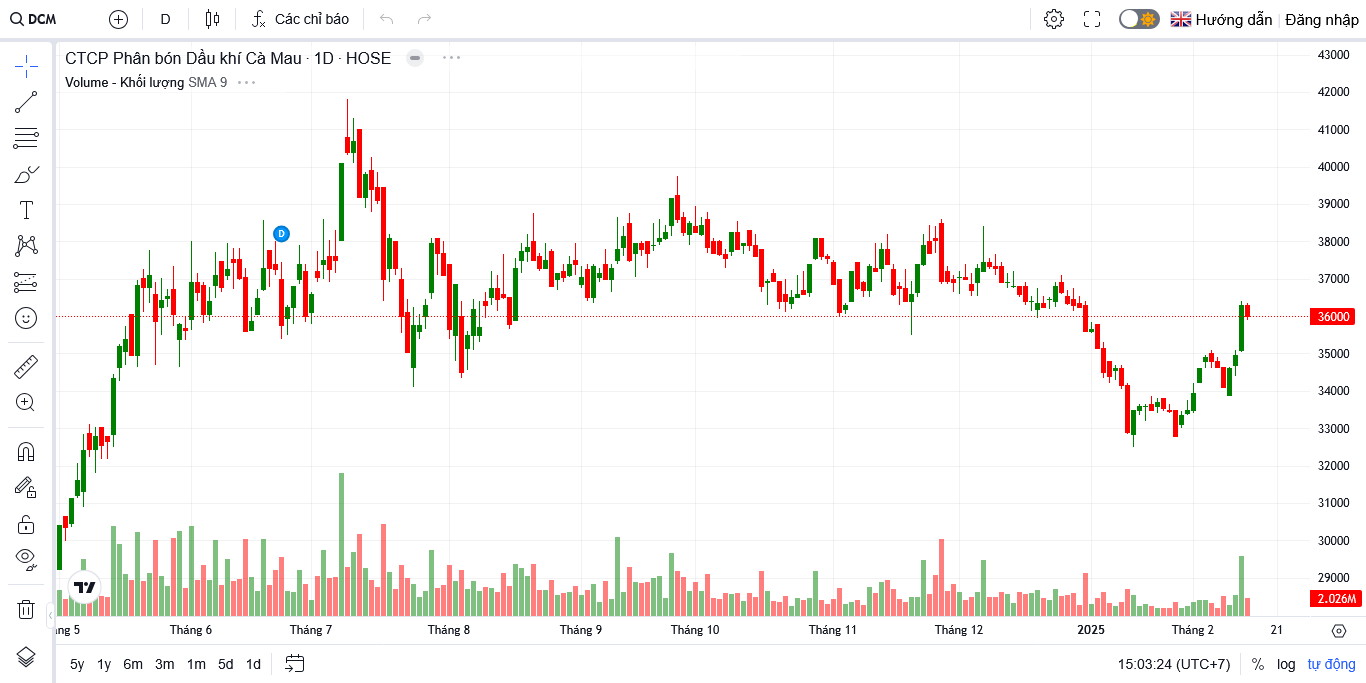 DCM D Các chỉ báo Hướng dẫn Đăng nhập
CTCP Phân bón Dầu khí Cà Mau · 1D · HOSE
Volume - Khối lượng SMA 9
D
43000
42000
41000
40000
39000
38000
37000
36000
35000
34000
33000
32000
31000
30000
29000
2.026M
ng 5 Tháng 6 Tháng 7 Tháng 8 Tháng 9 Tháng 10 Tháng 11 Tháng 12 2025 Tháng 2 21
5y 1y 6m 3m 1m 5d 1d 15:03:24 (UTC+7) % log tự động